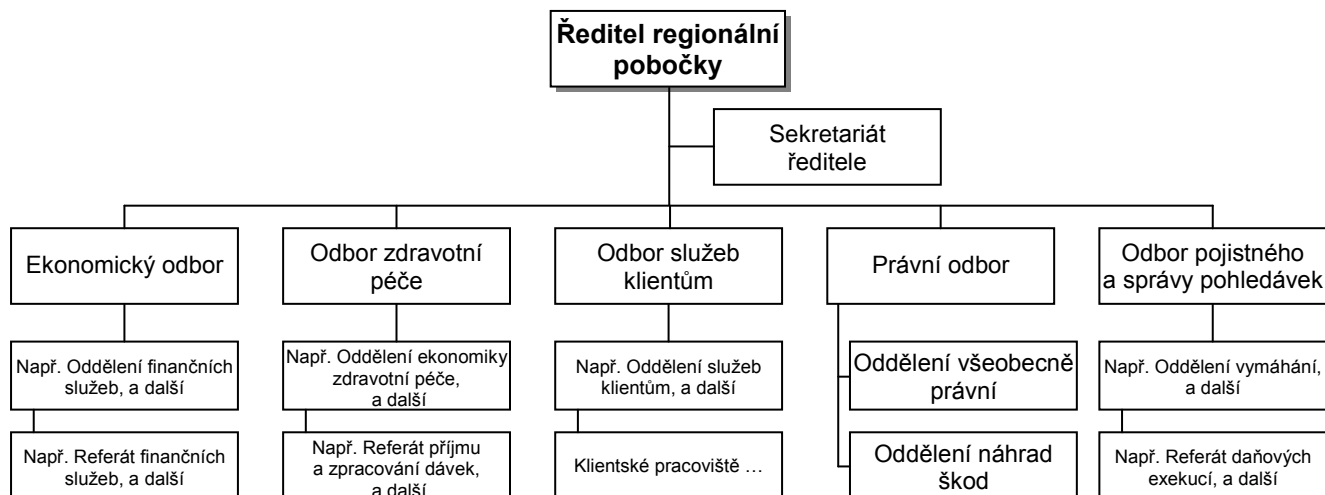 Ředitel regionální
pobočky
Sekretariát
ředitele
Ekonomický odbor
Odbor zdravotní
péče
Odbor služeb
klientům
Právní odbor
Odbor pojistného
a správy pohledávek
Např. Oddělení finančních
služeb, a další
Např. Oddělení ekonomiky
zdravotní péče,
a další
Např. Oddělení služeb
klientům, a další
Oddělení všeobecně
právní
Např. Oddělení vymáhání,
a další
Např. Referát finančních
služeb, a další
Např. Referát příjmu
a zpracování dávek,
a další
Klientské pracoviště …
Oddělení náhrad
škod
Např. Referát daňových
exekucí, a další